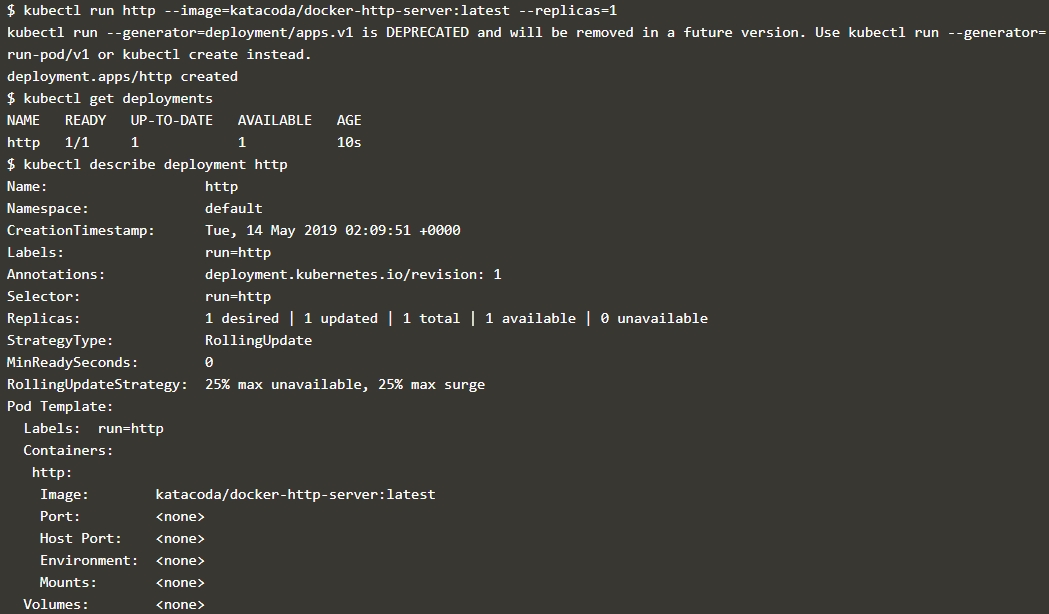 $ kubectl run http --image=katacoda/docker-http-server:latest --replicas=1
kubectl run --generator=deployment/apps.v1 is DEPRECATED and will be removed in a future version. Use kubectl run --generator=
run-pod/v1 or kubectl create instead.
deployment.apps/http created
$ kubectl get deployments
NAME   READY   UP-TO-DATE   AVAILABLE   AGE
http   1/1     1            1           10s
$ kubectl describe deployment http
Name:                   http
Namespace:              default
CreationTimestamp:      Tue, 14 May 2019 02:09:51 +0000
Labels:                 run=http
Annotations:            deployment.kubernetes.io/revision: 1
Selector:               run=http
Replicas:               1 desired | 1 updated | 1 total | 1 available | 0 unavailable
StrategyType:           RollingUpdate
MinReadySeconds:        0
RollingUpdateStrategy:  25% max unavailable, 25% max surge
Pod Template:
  Labels:  run=http
  Containers:
   http:
    Image:        katacoda/docker-http-server:latest
    Port:         <none>
    Host Port:    <none>
    Environment:  <none>
    Mounts:       <none>
  Volumes:        <none>